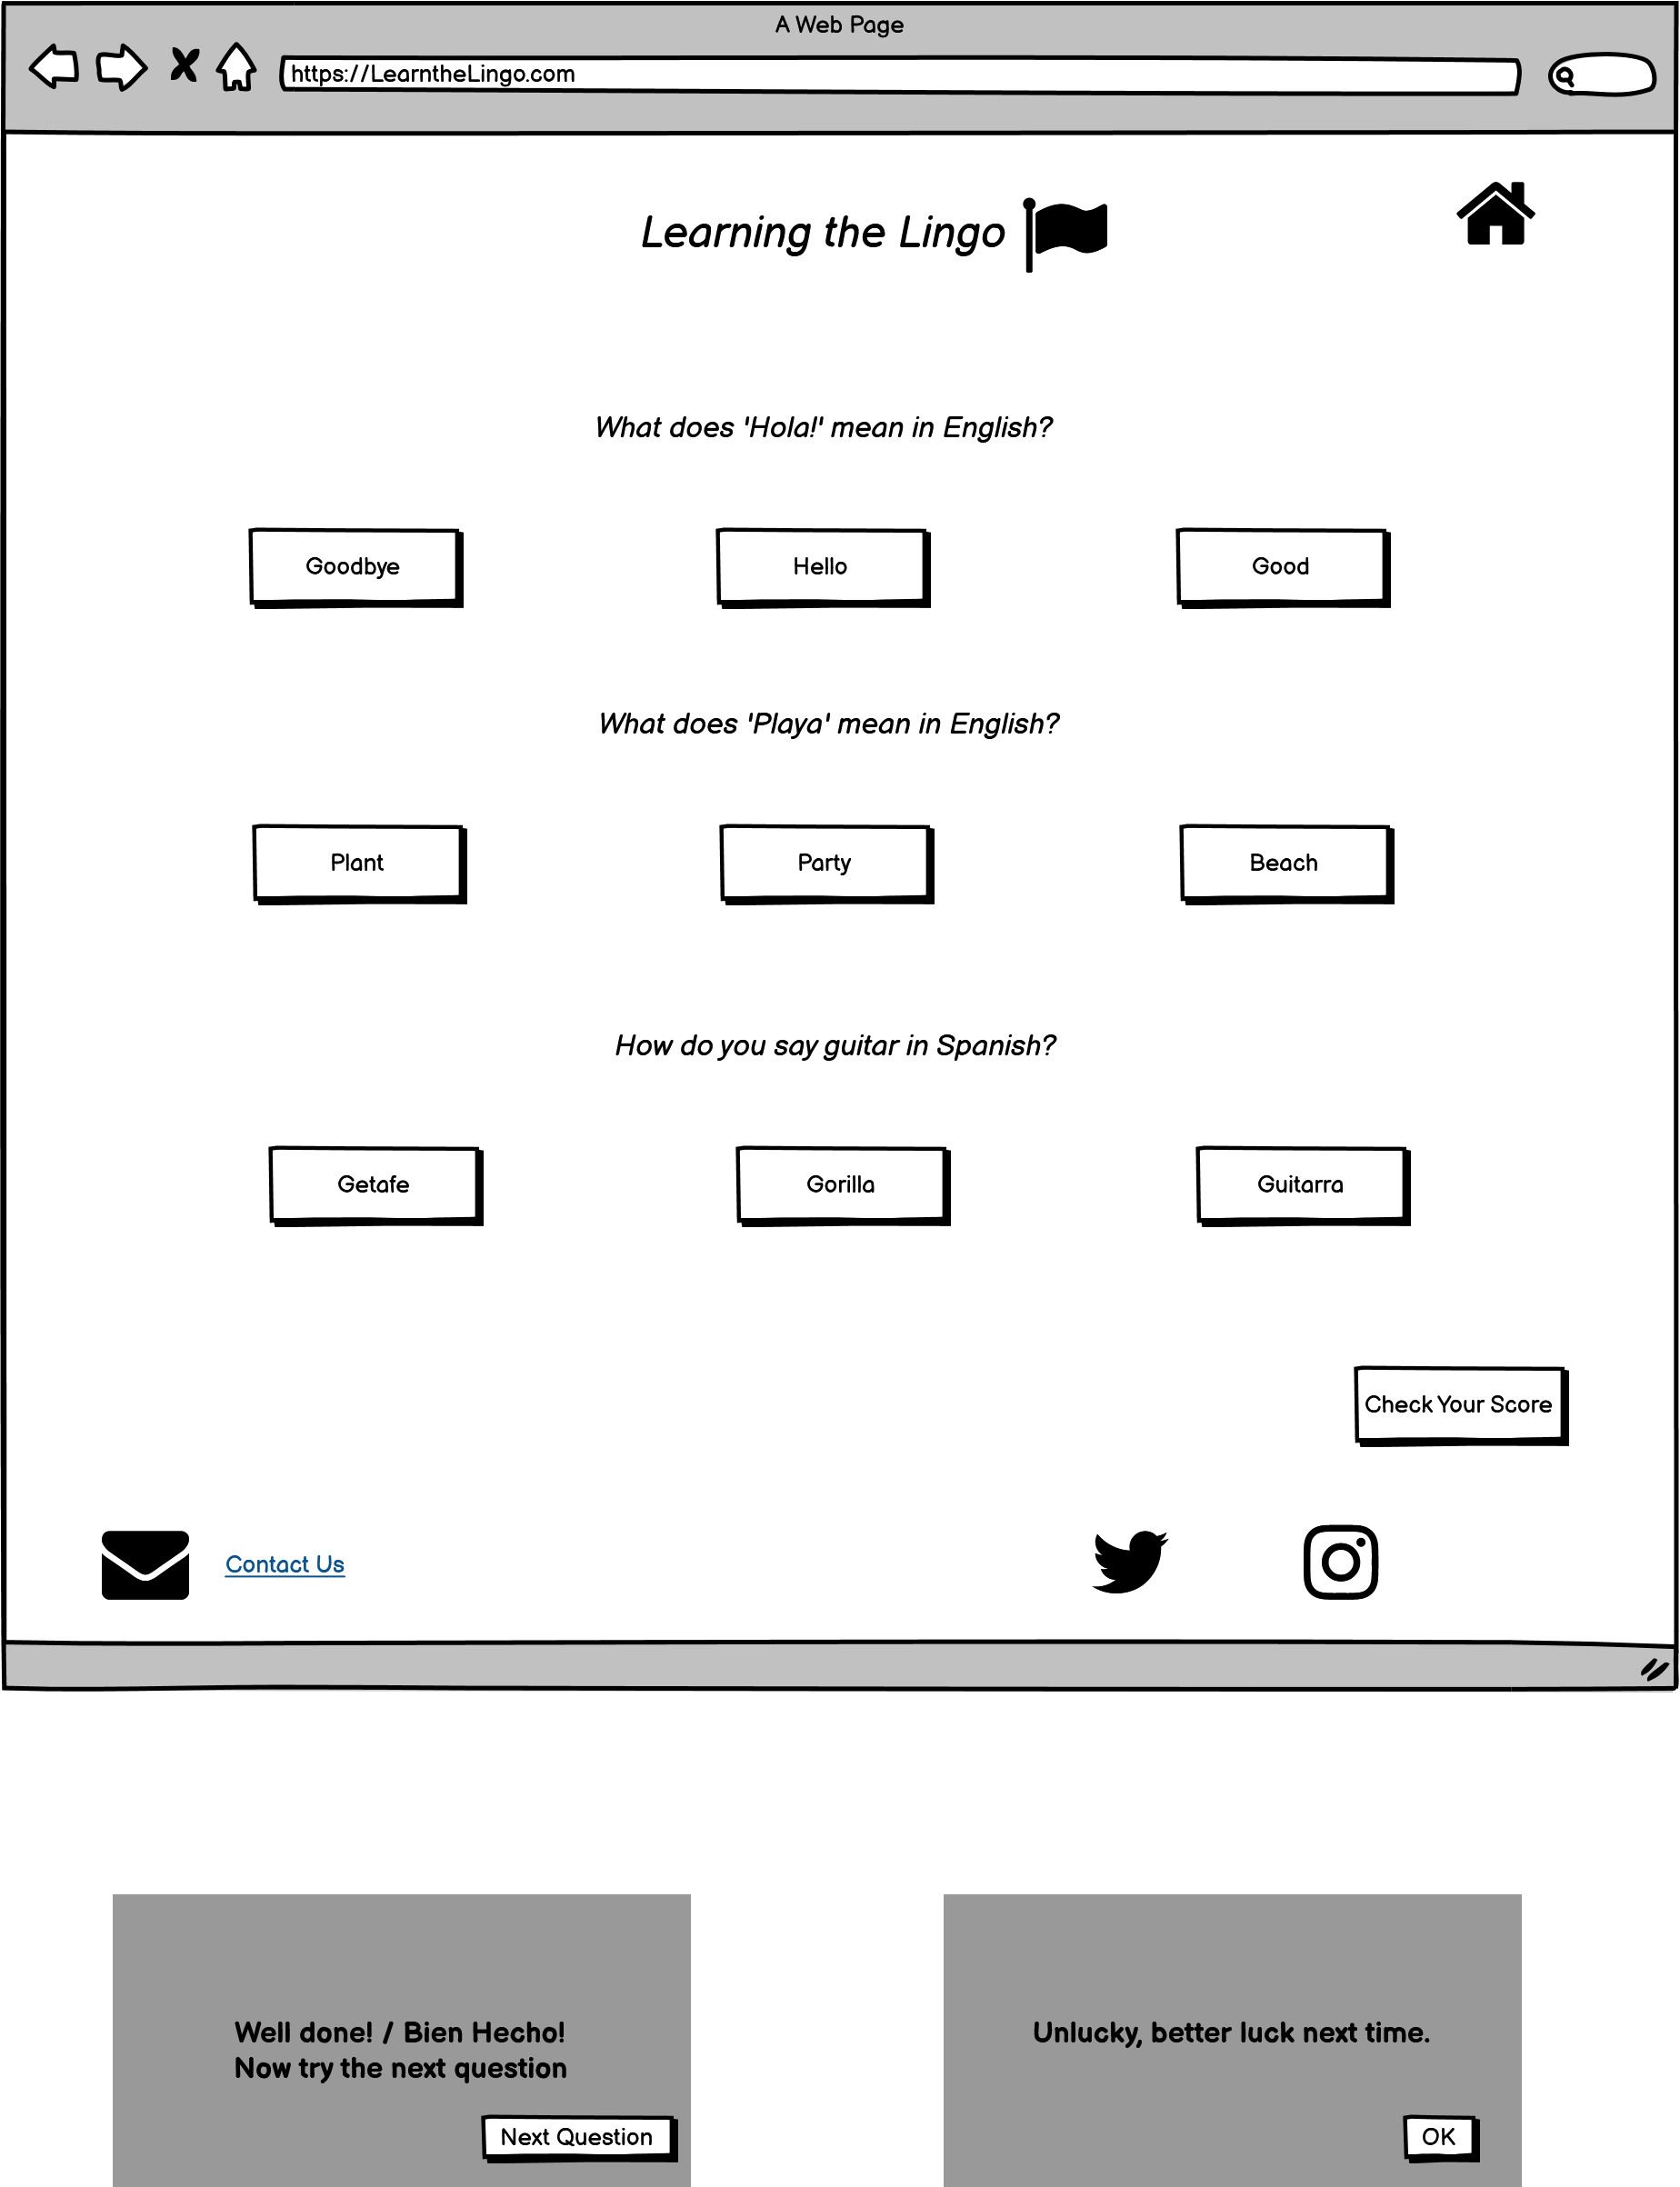 A Web Page
https://LearntheLingo.com
Learning the Lingo
What does 'Hola!' mean in English?
Goodbye
Hello
Good
What does 'Playa' mean in English?
Plant
Party
Beach
How do you say guitar in Spanish?
Getafe
Gorilla
Guitarra
Check Your Score
Contact Us
Well done! / Bien Hecho!
Now try the next question
Next Question
Unlucky, better luck next time.
OK